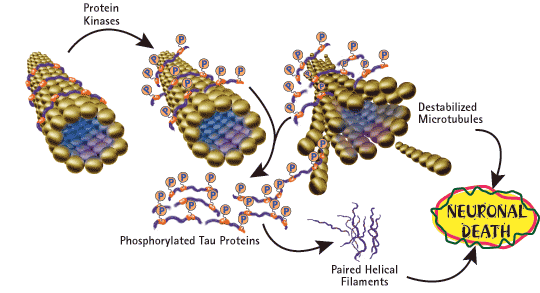 Protein
Kinases
P P P P P P P P P
P P P P P P P P P
Destabilized
Microtubules
P P P P P P P P P P P P
Phosphorylated Tau Proteins
NEURONAL
DEATH
Paired Helical
Filaments